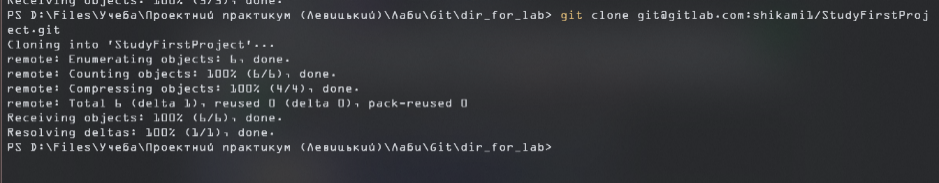 Receiving objects: 100% (3/3), done.
PS D:\Files\Учеба\Проектний практикум (Левицький)\Лаби\Git\dir_for_lab> git clone git@gitlab.com:shikami1/StudyFirstProj
ect.git
Cloning into 'StudyFirstProject'...
remote: Enumerating objects: 6, done.
remote: Counting objects: 100% (6/6), done.
remote: Compressing objects: 100% (4/4), done.
remote: Total 6 (delta 1), reused 0 (delta 0), pack-reused 0
Receiving objects: 100% (6/6), done.
Resolving deltas: 100% (1/1), done.
PS D:\Files\Учеба\Проектний практикум (Левицький)\Лаби\Git\dir_for_lab>